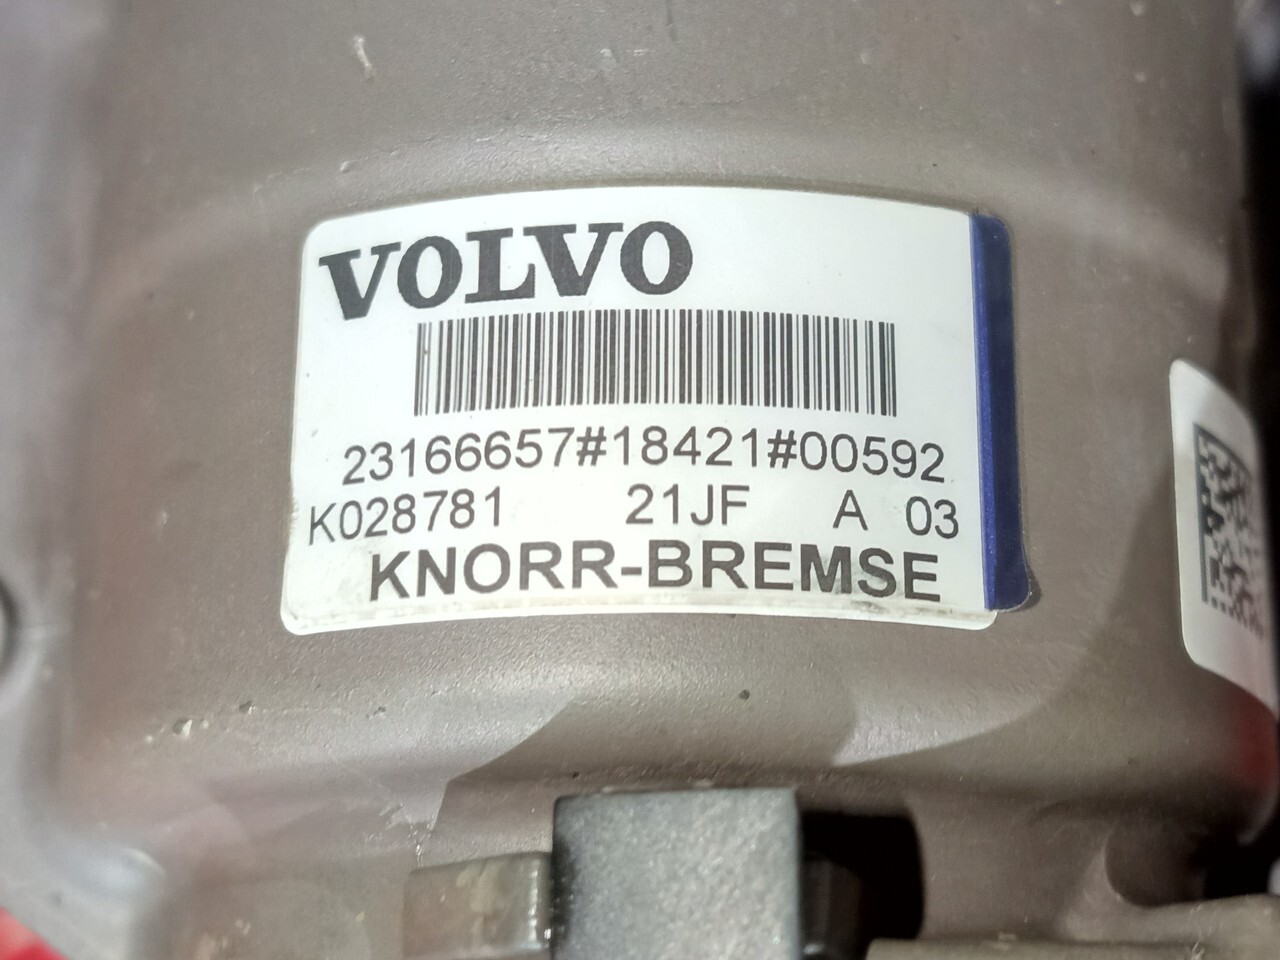 VOLVO
23166657#18421#00592
K028781 21JF A 03
KNORR-BREMSE